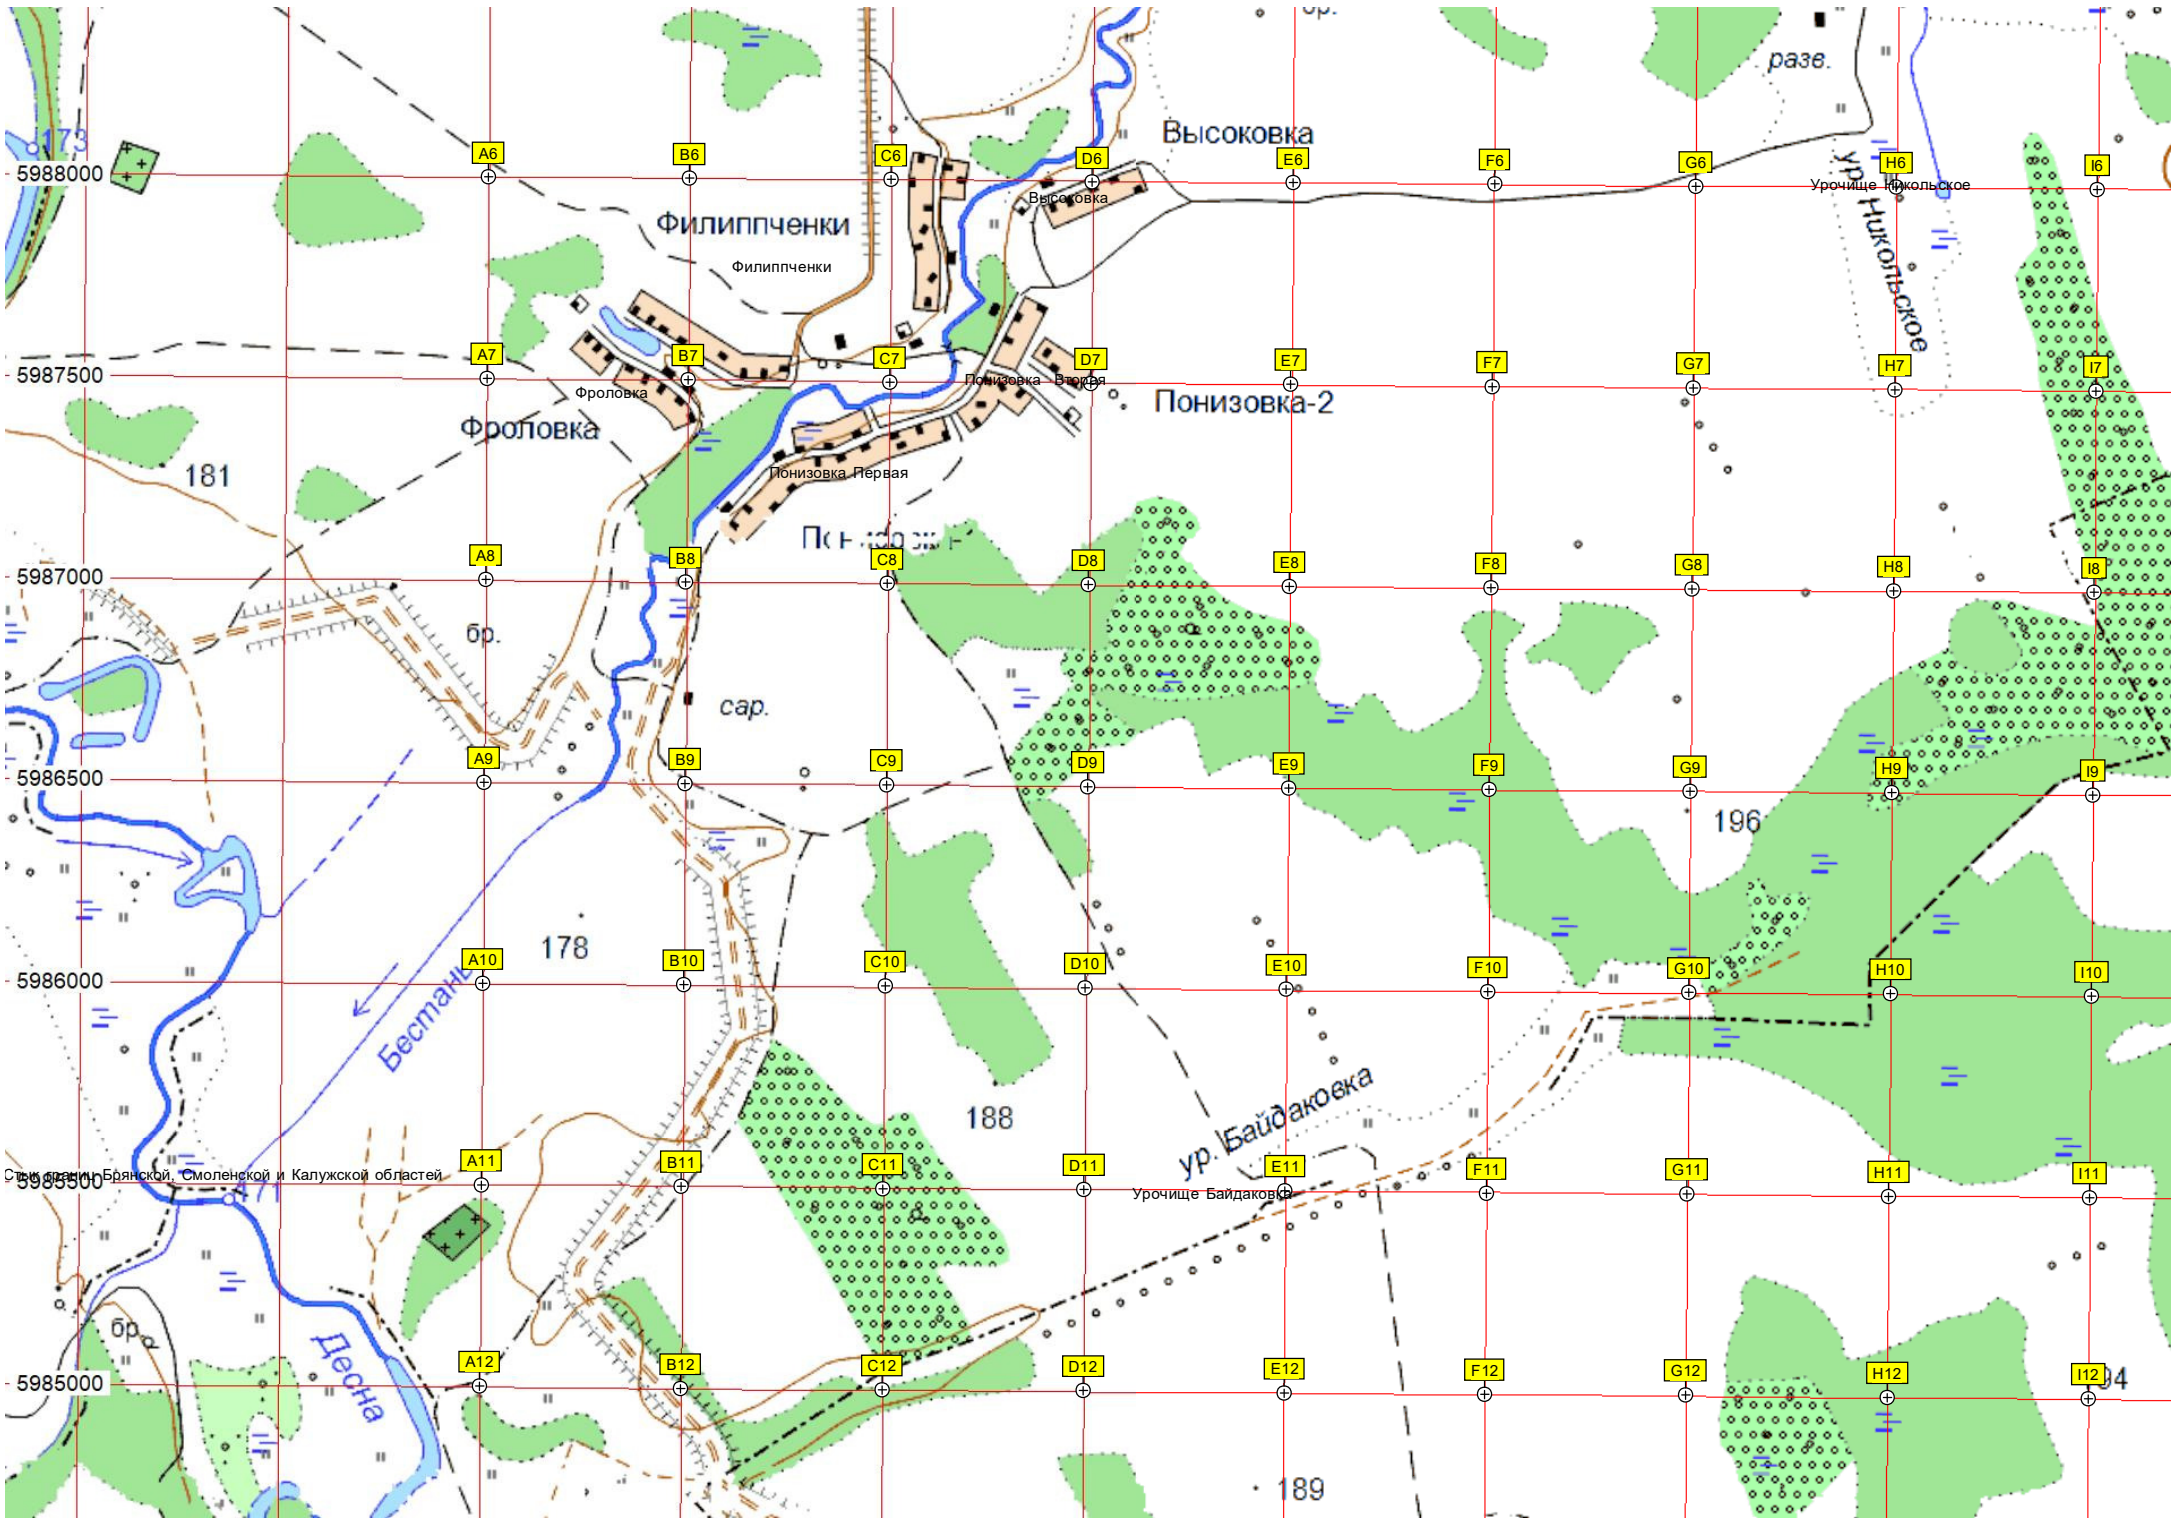 бр.
разв.
173
Высоковка
A6
B6
C6
D6
E6
F6
G6
H6
I6
5988000
Урочище Никольское
Высоковка
ур. Никольское
Филиппченки
Филиппченки
A7
B7
C7
D7
E7
F7
G7
H7
I7
5987500
Понизовка Вторая
Фроловка
Понизовка-2
Фроловка
181
Понизовка Первая
A8
B8
C8
D8
E8
F8
G8
H8
I8
5987000
бр.
сар.
A9
B9
C9
D9
E9
F9
G9
H9
I9
5986500
196
178
A10
B10
C10
D10
E10
F10
G10
H10
I10
5986000
Бестань
188
ур. Байдаковка
A11
B11
C11
D11
E11
F11
G11
H11
I11
Стык границ Брянской, Смоленской и Калужской областей
5985500
171
Урочище Байдаковка
бр.
Десна
A12
B12
C12
D12
E12
F12
G12
H12
I12
5985000
189